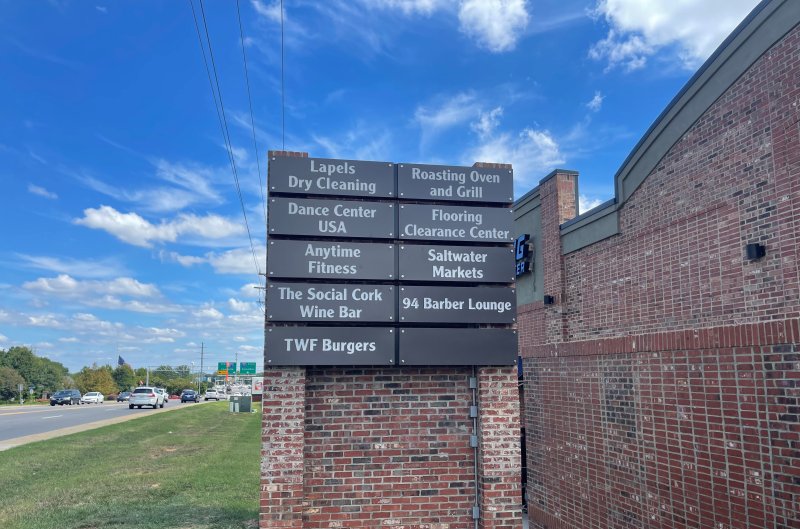 Lapels
Dry Cleaning
Roasting Oven
and Grill
Dance Center
USA
Flooring
Clearance Center
Anytime
Fitness
Saltwater
Markets
The Social Cork
Wine Bar
94 Barber Lounge
TWF Burgers